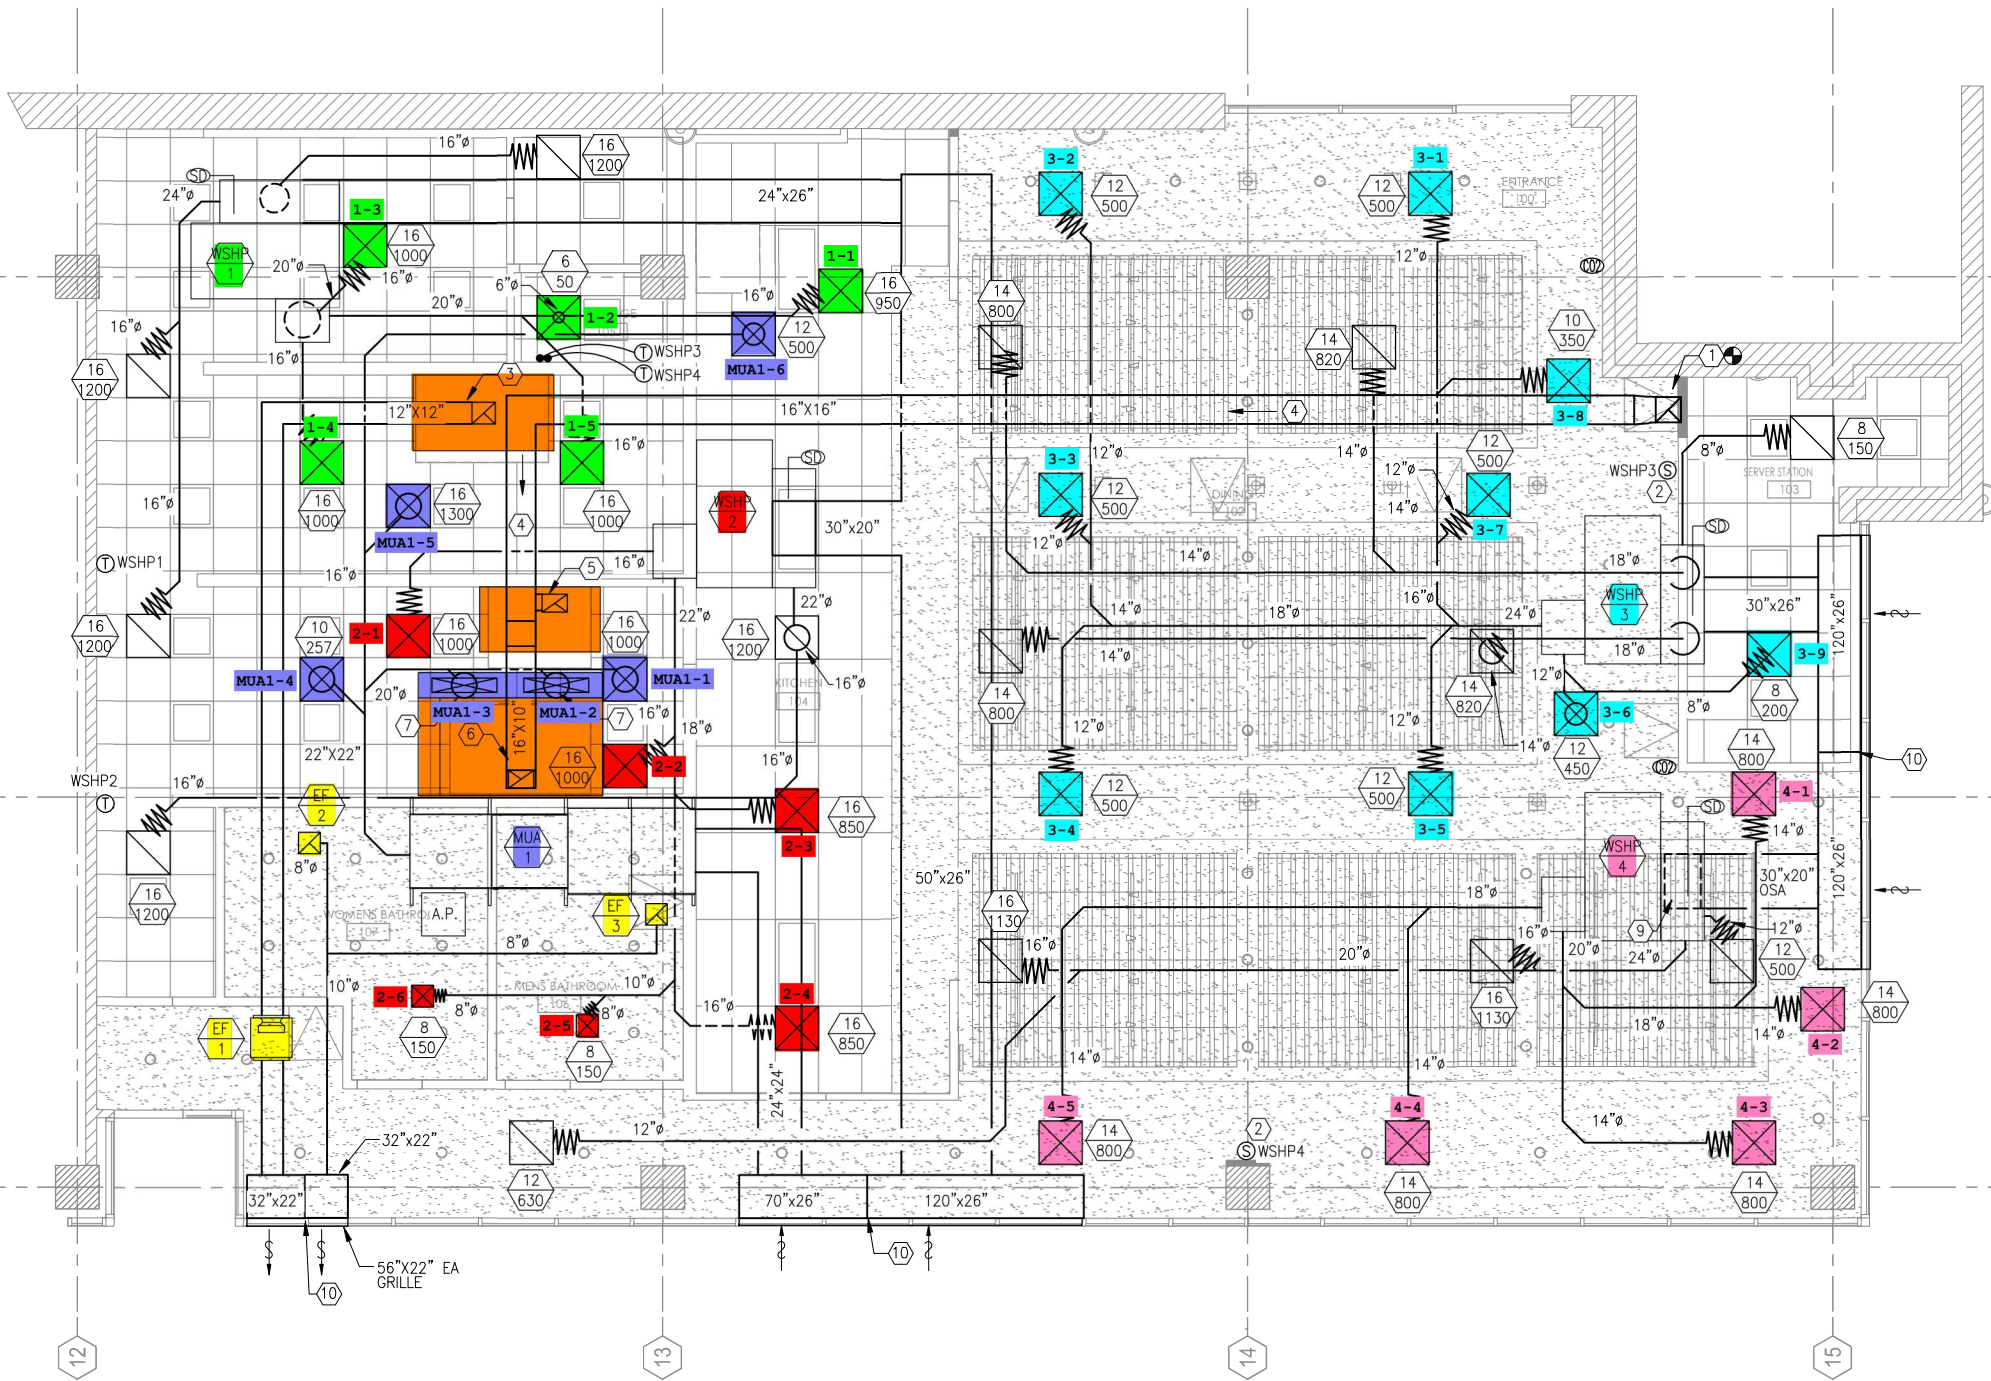 16"ø
16
1200
SD
24"ø
24"x26"
3-2
3-1
12
500
12
500
ENTRANCE
100
1-3
16
1000
WSHP
1
20"ø
16"ø
6
50
6"ø
1-1
16"ø
16
950
12"ø
CO2
14
800
20"ø
1-2
12
500
10
350
16"ø
16"ø
T WSHP3
T WSHP4
MUA1-6
14
820
1
16
1200
3
12"X12"
16"X16"
4
3-8
1-4
1-5
16"ø
12"ø
14"ø
12
500
8"ø
8
150
3-3
12"ø
WSHP3 S
2
SERVER STATION
103
SD
16"ø
16
1000
16
1300
16
1000
WSHP
2
12
500
DINING
102
14"ø
3-7
MUA1-5
4
30"x20"
SD
T WSHP1
16"ø
16"ø
5
12"ø
14"ø
18"ø
16
1200
10
257
2-1
16
1000
16
1000
22"ø
22"ø
16
1200
14"ø
18"ø
16"ø
24"ø
WSHP
3
30"x26"
120"x26"
MUA1-4
20"ø
MUA1-1
KITCHEN
104
16"ø
14"ø
18"ø
3-9
MUA1-3
MUA1-2
14
800
14
820
12"ø
8"ø
8
200
3-6
7
6
16"X10"
7
16"ø
18"ø
12"ø
12"ø
14"ø
12
450
14
800
10
22"X22"
16
1000
2-2
16"ø
CO2
WSHP2
T
16"ø
EF
2
16
850
12
500
12
500
4-1
SD
3-4
3-5
2-3
14"ø
MUA
1
8"ø
WSHP
4
120"x26"
50"x26"
18"ø
30"x20"
OSA
16
1200
WOMENS BATHRO
107
A.P.
EF
3
16
1130
8"ø
16"ø
20"ø
16"ø
20"ø
24"ø
9
12"ø
12
500
10"ø
MENS BATHROOM
106
10"ø
2-6
8"ø
2-5
8"ø
2-4
16"ø
16
1130
14
800
EF
1
8
150
8
150
16
850
18"ø
14"ø
4-2
14"ø
14"ø
24"x24"
4-5
4-4
4-3
14"ø
12"ø
14
800
2
S WSHP4
32"x22"
32"x22"
12
630
70"x26"
120"x26"
14
800
14
800
56"X22" EA
GRILLE
10
10
12
13
14
15